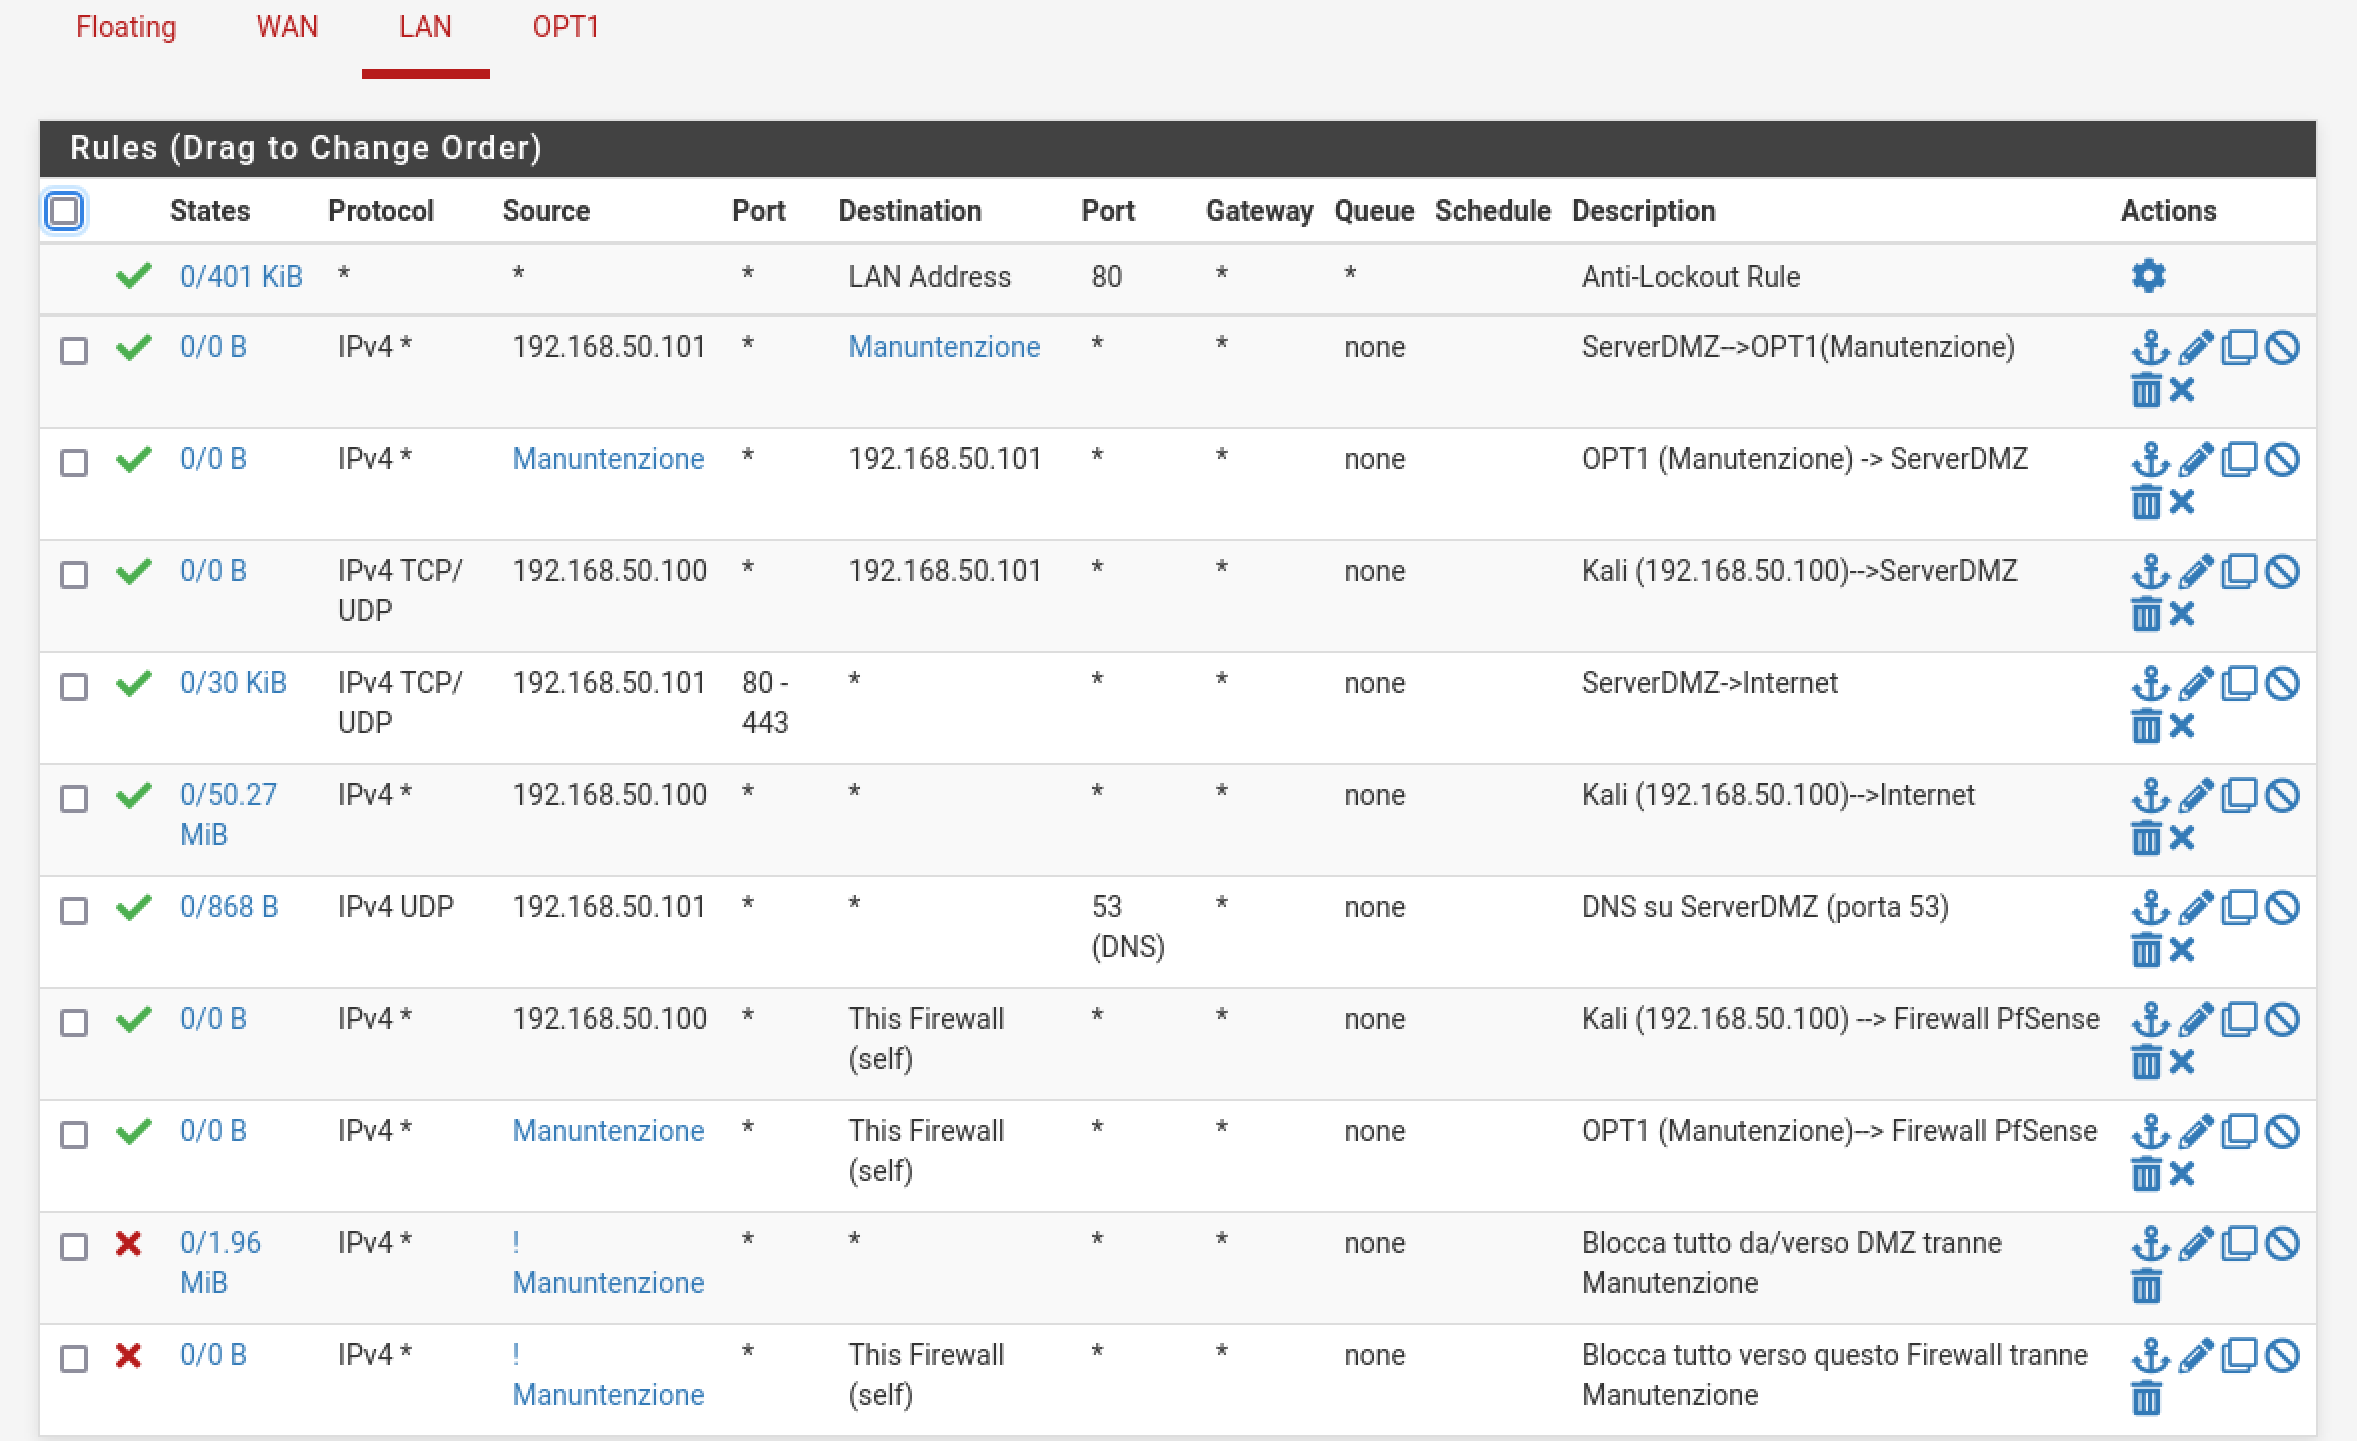 Floating WAN LAN OPT1
Rules (Drag to Change Order)
States Protocol Source Port Destination Port Gateway Queue Schedule Description Actions
0/401 KiB * * * LAN Address 80 * * Anti-Lockout Rule
0/0 B IPv4 * 192.168.50.101 * Manuntenzione * * none ServerDMZ-->OPT1(Manutenzione)
0/0 B IPv4 * Manuntenzione * 192.168.50.101 * * none OPT1 (Manutenzione) -> ServerDMZ
0/0 B IPv4 TCP/ 192.168.50.100 * 192.168.50.101 * * none Kali (192.168.50.100)-->ServerDMZ
UDP
0/30 KiB IPv4 TCP/ 192.168.50.101 80 - * * * none ServerDMZ->Internet
UDP 443
0/50.27 IPv4 * 192.168.50.100 * * * * none Kali (192.168.50.100)-->Internet
MiB
0/868 B IPv4 UDP 192.168.50.101 * * 53 * none DNS su ServerDMZ (porta 53)
(DNS)
0/0 B IPv4 * 192.168.50.100 * This Firewall * * none Kali (192.168.50.100) --> Firewall PfSense
(self)
0/0 B IPv4 * Manuntenzione * This Firewall * * none OPT1 (Manutenzione)--> Firewall PfSense
(self)
0/1.96 IPv4 * ! * * * * none Blocca tutto da/verso DMZ tranne
MiB Manuntenzione Manutenzione
0/0 B IPv4 * ! * This Firewall * * none Blocca tutto verso questo Firewall tranne
Manuntenzione (self) Manutenzione